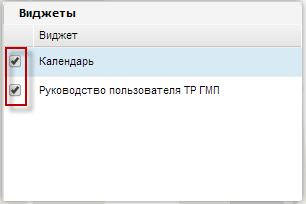 Виджеты
Виджет
Календарь
Руководство пользователя ТР ГМП